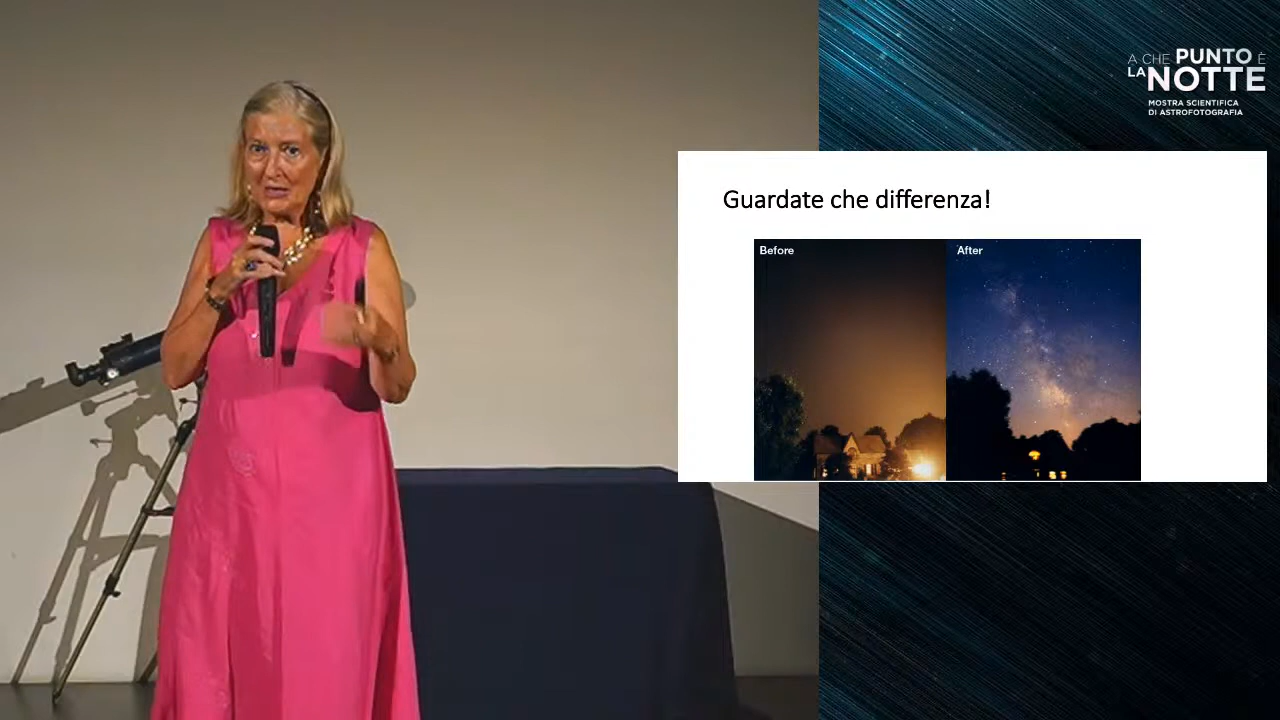 A CHE PUNTO È
LA NOTTE
MOSTRA SCIENTIFICA
DI ASTROFOTOGRAFIA
Guardate che differenza!
Before
After